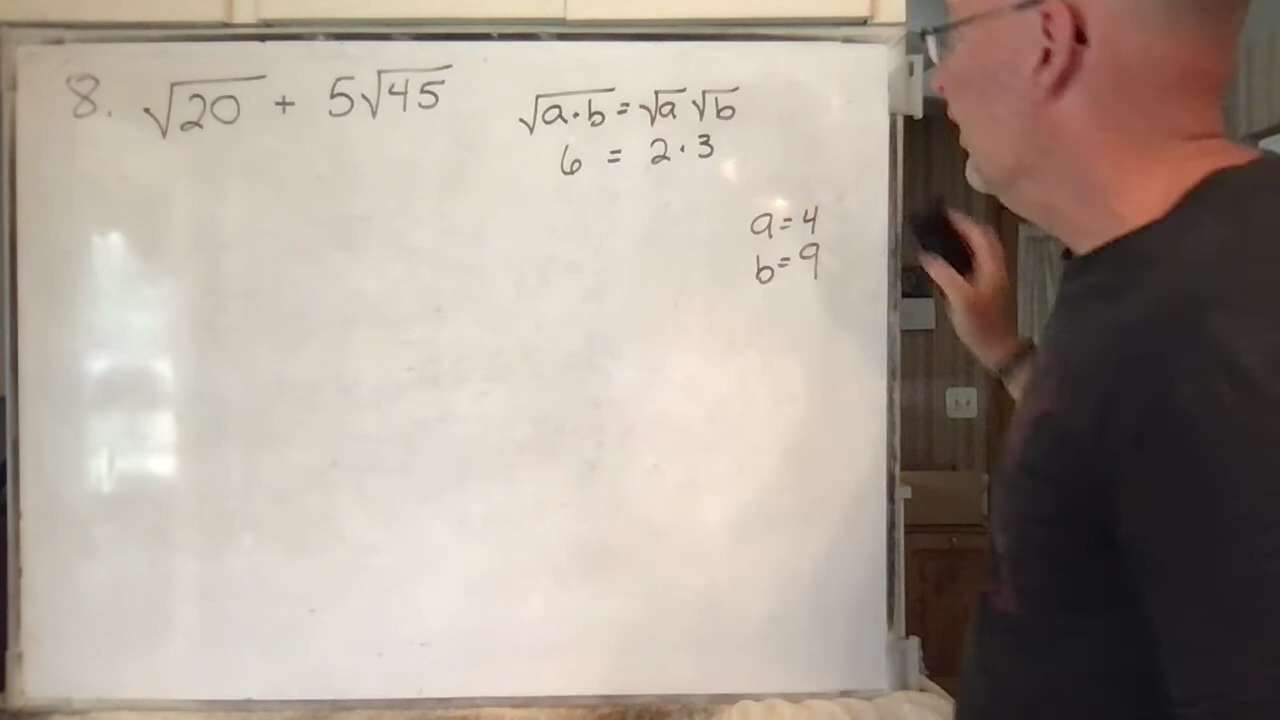 8. √20 + 5√45
√a·b = √a √b
6 = 2·3
a=4
b=9